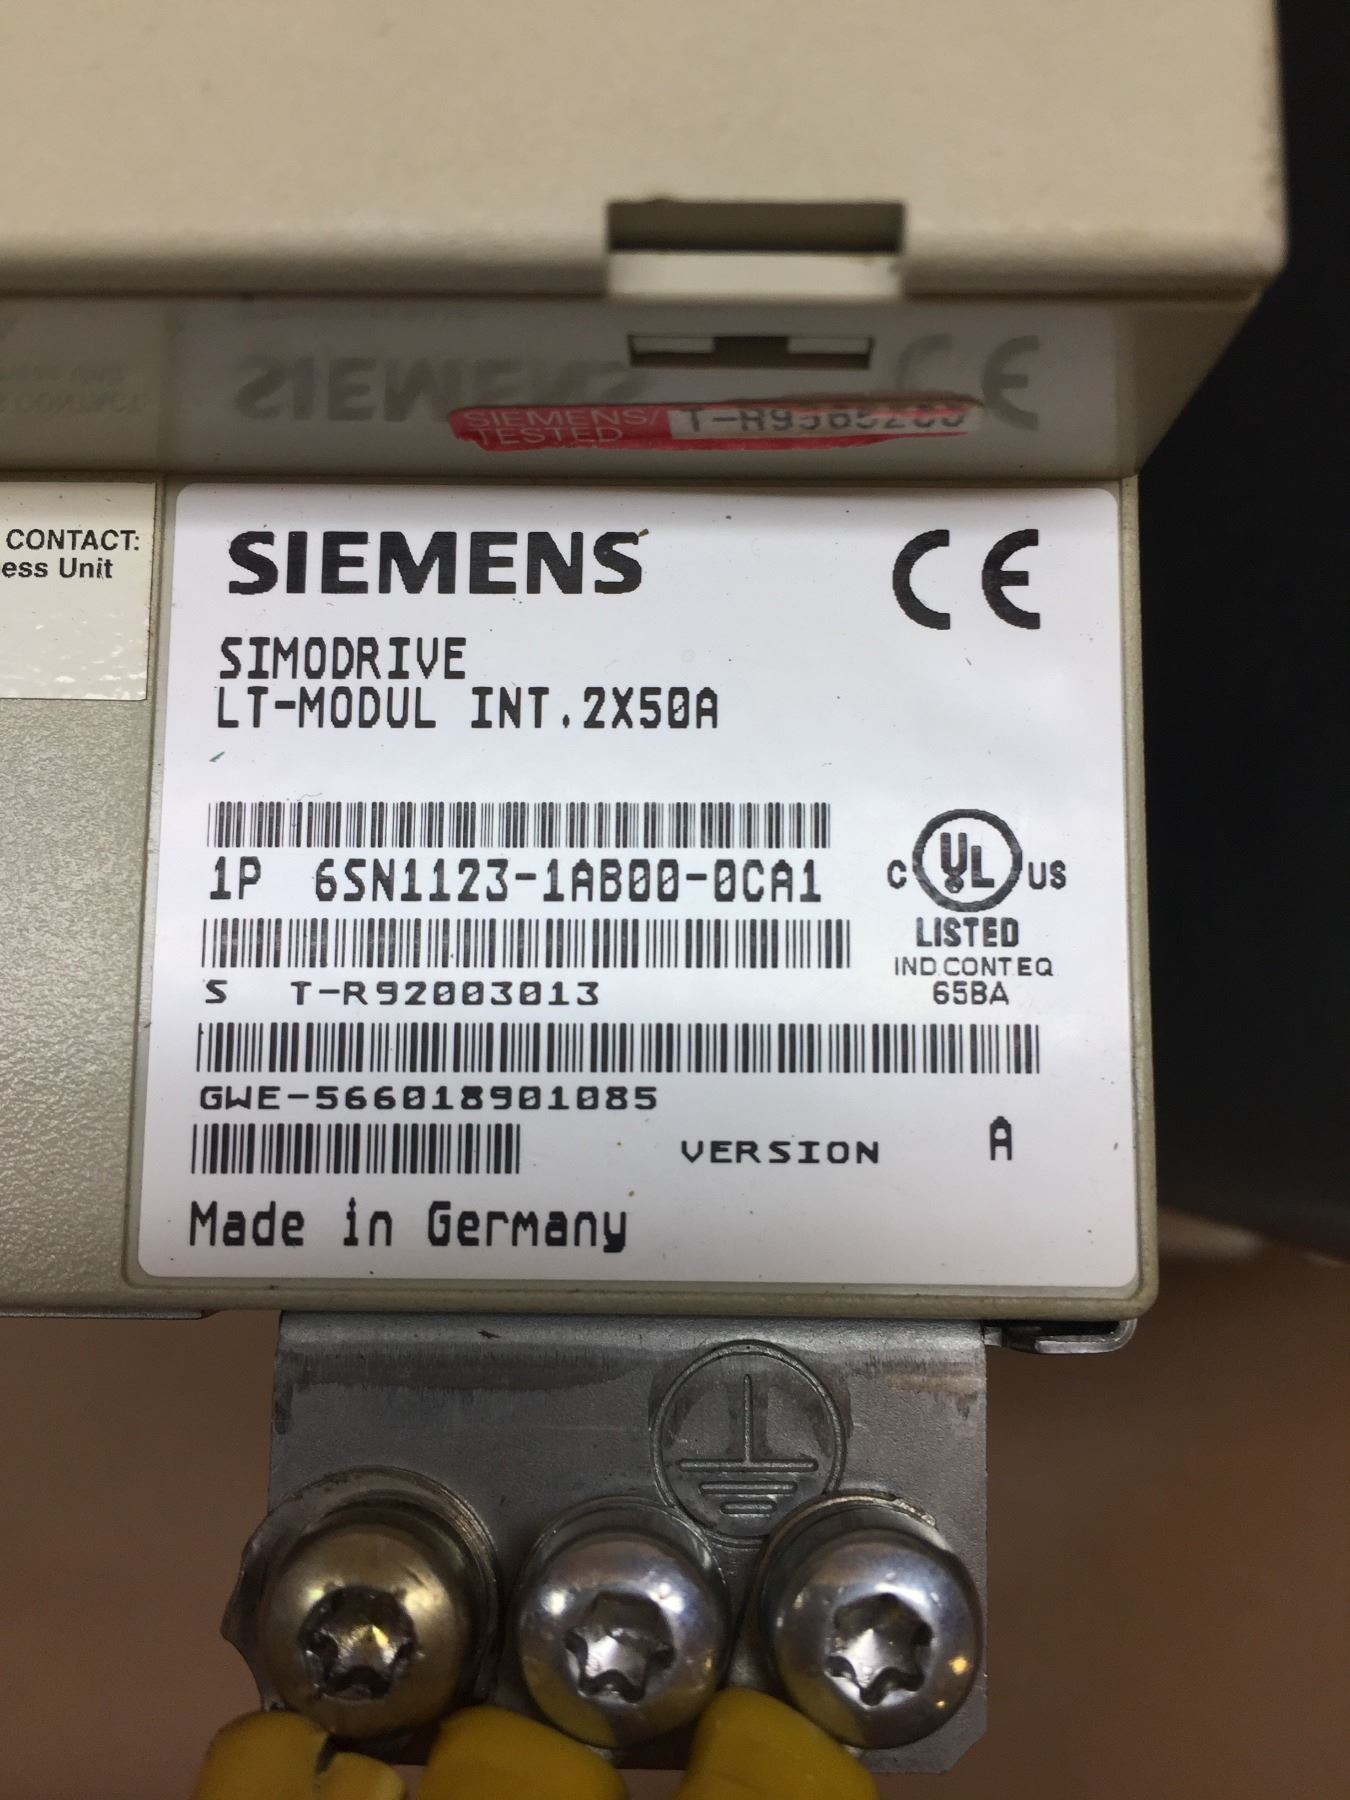 SIEMENS/
TESTED
CONTACT:
ess Unit
SIEMENS
CE
SIMODRIVE
LT-MODUL INT.2X50A
1P 6SN1123-1AB00-0CA1
C UL US
LISTED
IND.CONT.EQ
65BA
S T-R92003013
GWE-566018901085
VERSION A
Made in Germany